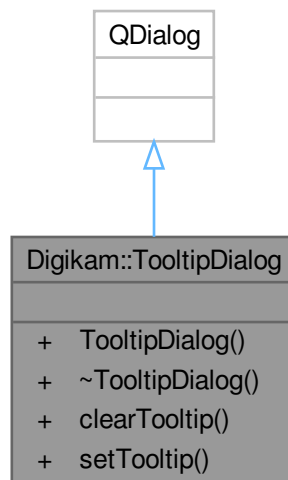 QDialog
Digikam::TooltipDialog
+ TooltipDialog()
+ ~TooltipDialog()
+ clearTooltip()
+ setTooltip()